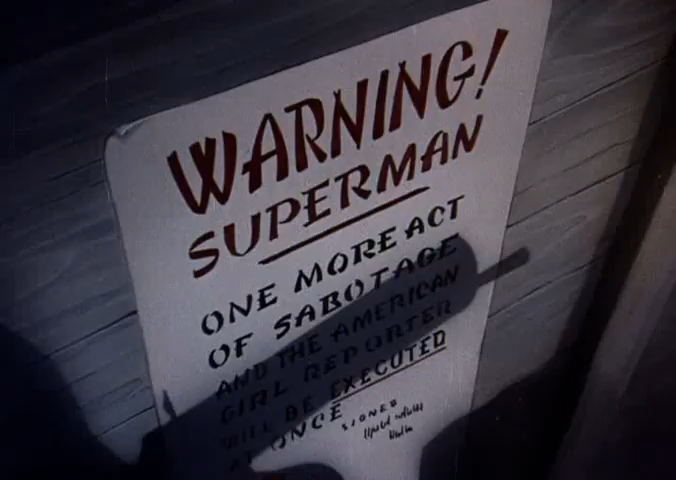 WARNING!
SUPERMAN
ONE MORE ACT
OF SABOTAGE
AND THE AMERICAN
GIRL REPORTER
WILL BE EXECUTED
AT ONCE
SIGNED